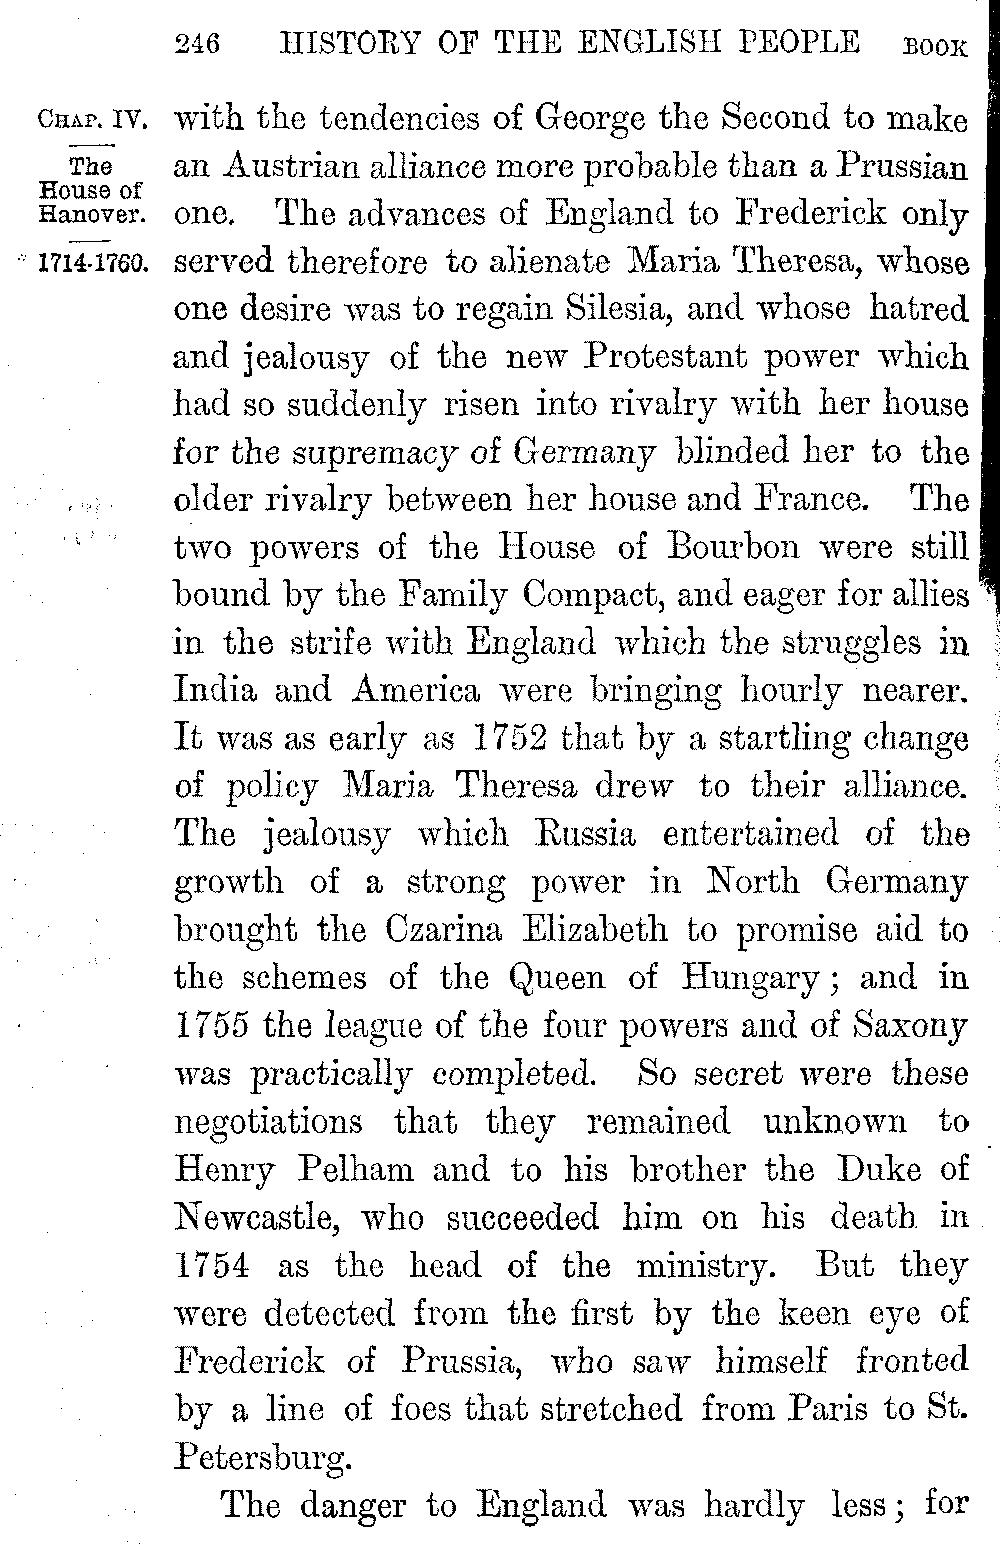 246 HISTORY OF THE ENGLISH PEOPLE BOOK
CHAP. IV.
The
House of
Hanover.
1714-1760.
with the tendencies of George the Second to make
an Austrian alliance more probable than a Prussian
one. The advances of England to Frederick only
served therefore to alienate Maria Theresa, whose
one desire was to regain Silesia, and whose hatred
and jealousy of the new Protestant power which
had so suddenly risen into rivalry with her house
for the supremacy of Germany blinded her to the
older rivalry between her house and France. The
two powers of the House of Bourbon were still
bound by the Family Compact, and eager for allies
in the strife with England which the struggles in
India and America were bringing hourly nearer.
It was as early as 1752 that by a startling change
of policy Maria Theresa drew to their alliance.
The jealousy which Russia entertained of the
growth of a strong power in North Germany
brought the Czarina Elizabeth to promise aid to
the schemes of the Queen of Hungary ; and in
1755 the league of the four powers and of Saxony
was practically completed. So secret were these
negotiations that they remained unknown to
Henry Pelham and to his brother the Duke of
Newcastle, who succeeded him on his death in
1754 as the head of the ministry. But they
were detected from the first by the keen eye of
Frederick of Prussia, who saw himself fronted
by a line of foes that stretched from Paris to St.
Petersburg.
The danger to England was hardly less ; for